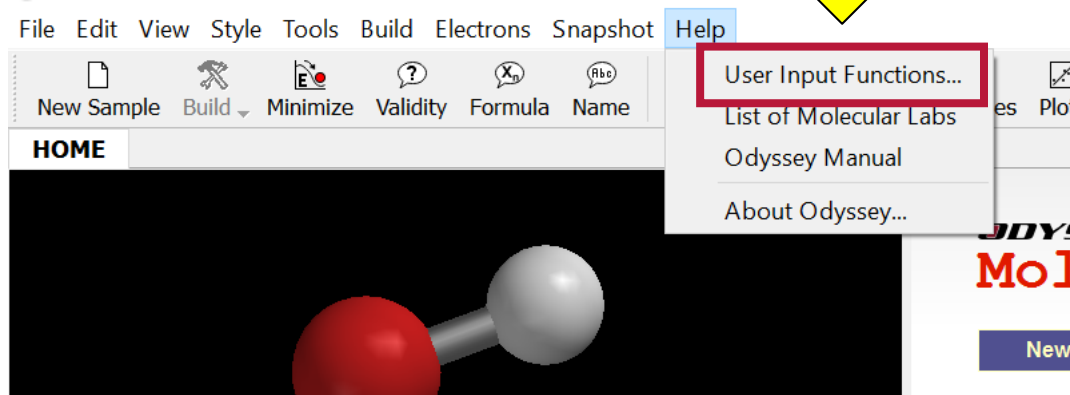 File Edit View Style Tools Build Electrons Snapshot Help
New Sample Build Minimize Validity Formula Name
User Input Functions...
List of Molecular Labs
Odyssey Manual
About Odyssey...
HOME
New